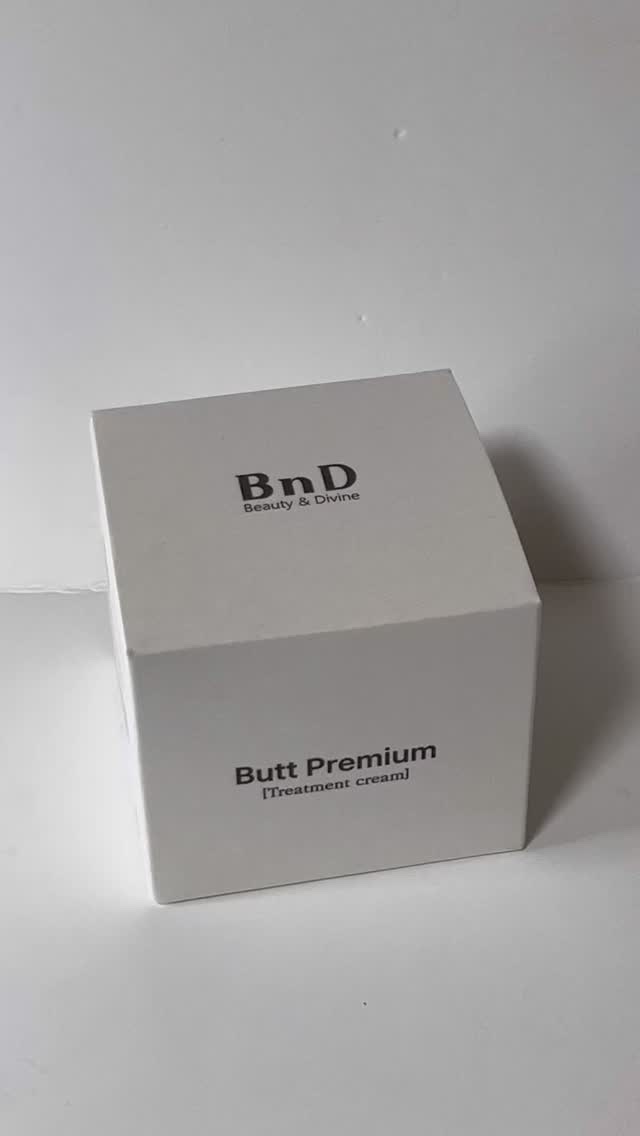 BnD
Beauty & Divine
Butt Premium
[Treatment cream]